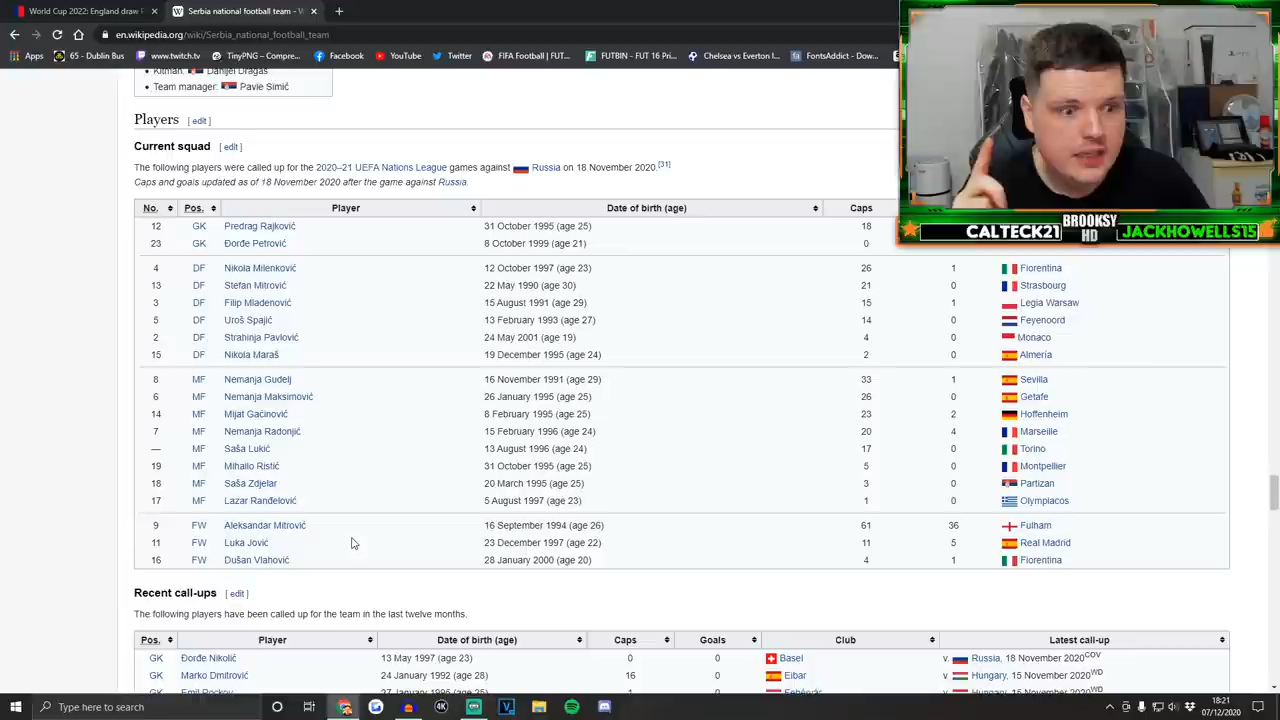 World Cup 2022: England draw
Serbia national football team - W
en.wikipedia.org/wiki/Serbia_national_football_team
Apps 65 - Dublin Bus www.twitch.tv TinyPNG – Compre... Facebook YouTube Twitter FIFA Football | FUT... FUTBIN - FUT 16 Pri... Chelsea vs Everton l... FontsAddict - Dow...
Kitman: Danijel Dragaš
Team manager: Pavle Simić
Players [ edit ]
Current squad [ edit ]
The following players were called up for the 2020–21 UEFA Nations League games against Russia on 18 November 2020.[31]
Caps and goals updated as of 18 November 2020 after the game against Russia.
No. Pos. Player Date of birth (age) Caps
12 GK Predrag Rajković 31 October 1995 (age 25) 18
23 GK Đorđe Petrović 8 October 1999 (age 21) 0
4 DF Nikola Milenković 12 October 1997 (age 23) 26 1 Fiorentina
13 DF Stefan Mitrović 22 May 1990 (age 30) 21 0 Strasbourg
3 DF Filip Mladenović 15 August 1991 (age 29) 15 1 Legia Warsaw
5 DF Uroš Spajić 13 February 1993 (age 27) 14 0 Feyenoord
2 DF Strahinja Pavlović 24 May 2001 (age 19) 4 0 Monaco
15 DF Nikola Maraš 19 December 1995 (age 24) 2 0 Almería
8 MF Nemanja Gudelj 16 November 1991 (age 29) 33 1 Sevilla
6 MF Nemanja Maksimović 26 January 1995 (age 25) 26 0 Getafe
14 MF Mijat Gaćinović 8 February 1995 (age 25) 23 2 Hoffenheim
7 MF Nemanja Radonjić 15 February 1996 (age 24) 20 4 Marseille
— MF Saša Lukić 13 August 1996 (age 24) 17 0 Torino
19 MF Mihailo Ristić 31 October 1995 (age 25) 5 0 Montpellier
18 MF Saša Zdjelar 20 March 1995 (age 25) 3 0 Partizan
17 MF Lazar Ranđelović 5 August 1997 (age 23) 1 0 Olympiacos
9 FW Aleksandar Mitrović 16 September 1994 (age 26) 61 36 Fulham
11 FW Luka Jović 23 December 1997 (age 22) 11 5 Real Madrid
16 FW Dušan Vlahović 28 January 2000 (age 20) 4 1 Fiorentina
Recent call-ups [ edit ]
The following players have been called up for the team in the last twelve months.
Pos. Player Date of birth (age) Caps Goals Club Latest call-up
GK Đorđe Nikolić 13 May 1997 (age 23) 0 0 Basel v. Russia, 18 November 2020COV
GK Marko Dmitrović 24 January 1992 (age 28) 16 0 Eibar v. Hungary, 15 November 2020WD
CALTECK21
BROOKSY
HD
JACKHOWELLS15
Type here to search
18:21
07/12/2020